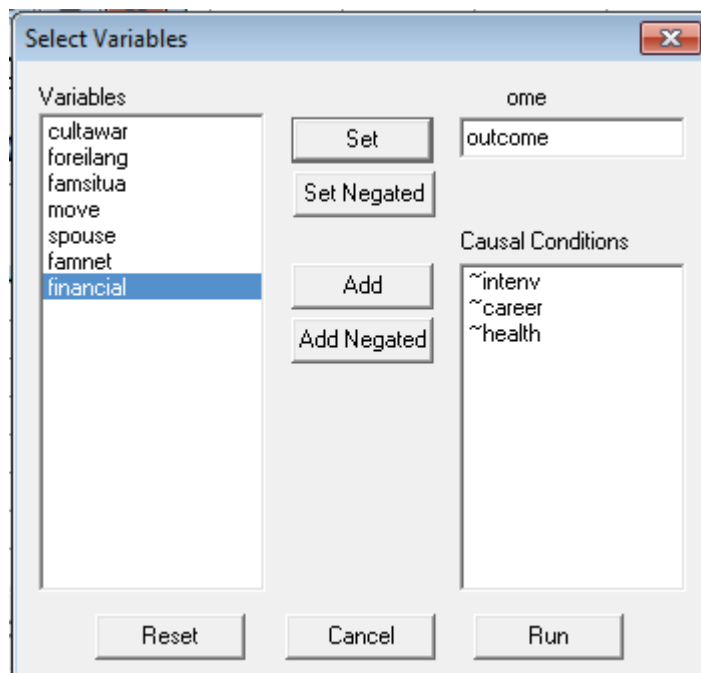 Select Variables
Variables
cultawar
foreilang
famsitua
move
spouse
famnet
financial
Set
Set Negated
Add
Add Negated
ome
outcome
Causal Conditions
~intenv
~career
~health
Reset
Cancel
Run